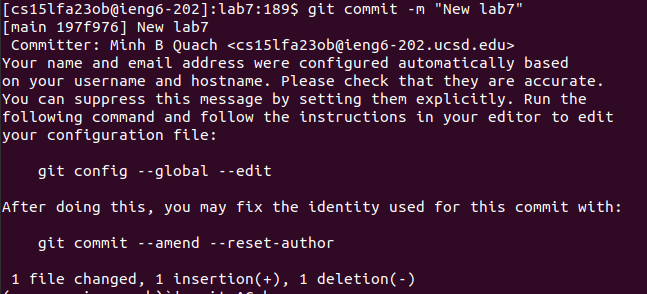 [cs15lfa23ob@ieng6-202]:lab7:189$ git commit -m "New lab7"
[main 197f976] New lab7
 Committer: Minh B Quach <cs15lfa23ob@ieng6-202.ucsd.edu>
Your name and email address were configured automatically based
on your username and hostname. Please check that they are accurate.
You can suppress this message by setting them explicitly. Run the
following command and follow the instructions in your editor to edit
your configuration file:
    git config --global --edit
After doing this, you may fix the identity used for this commit with:
    git commit --amend --reset-author
 1 file changed, 1 insertion(+), 1 deletion(-)